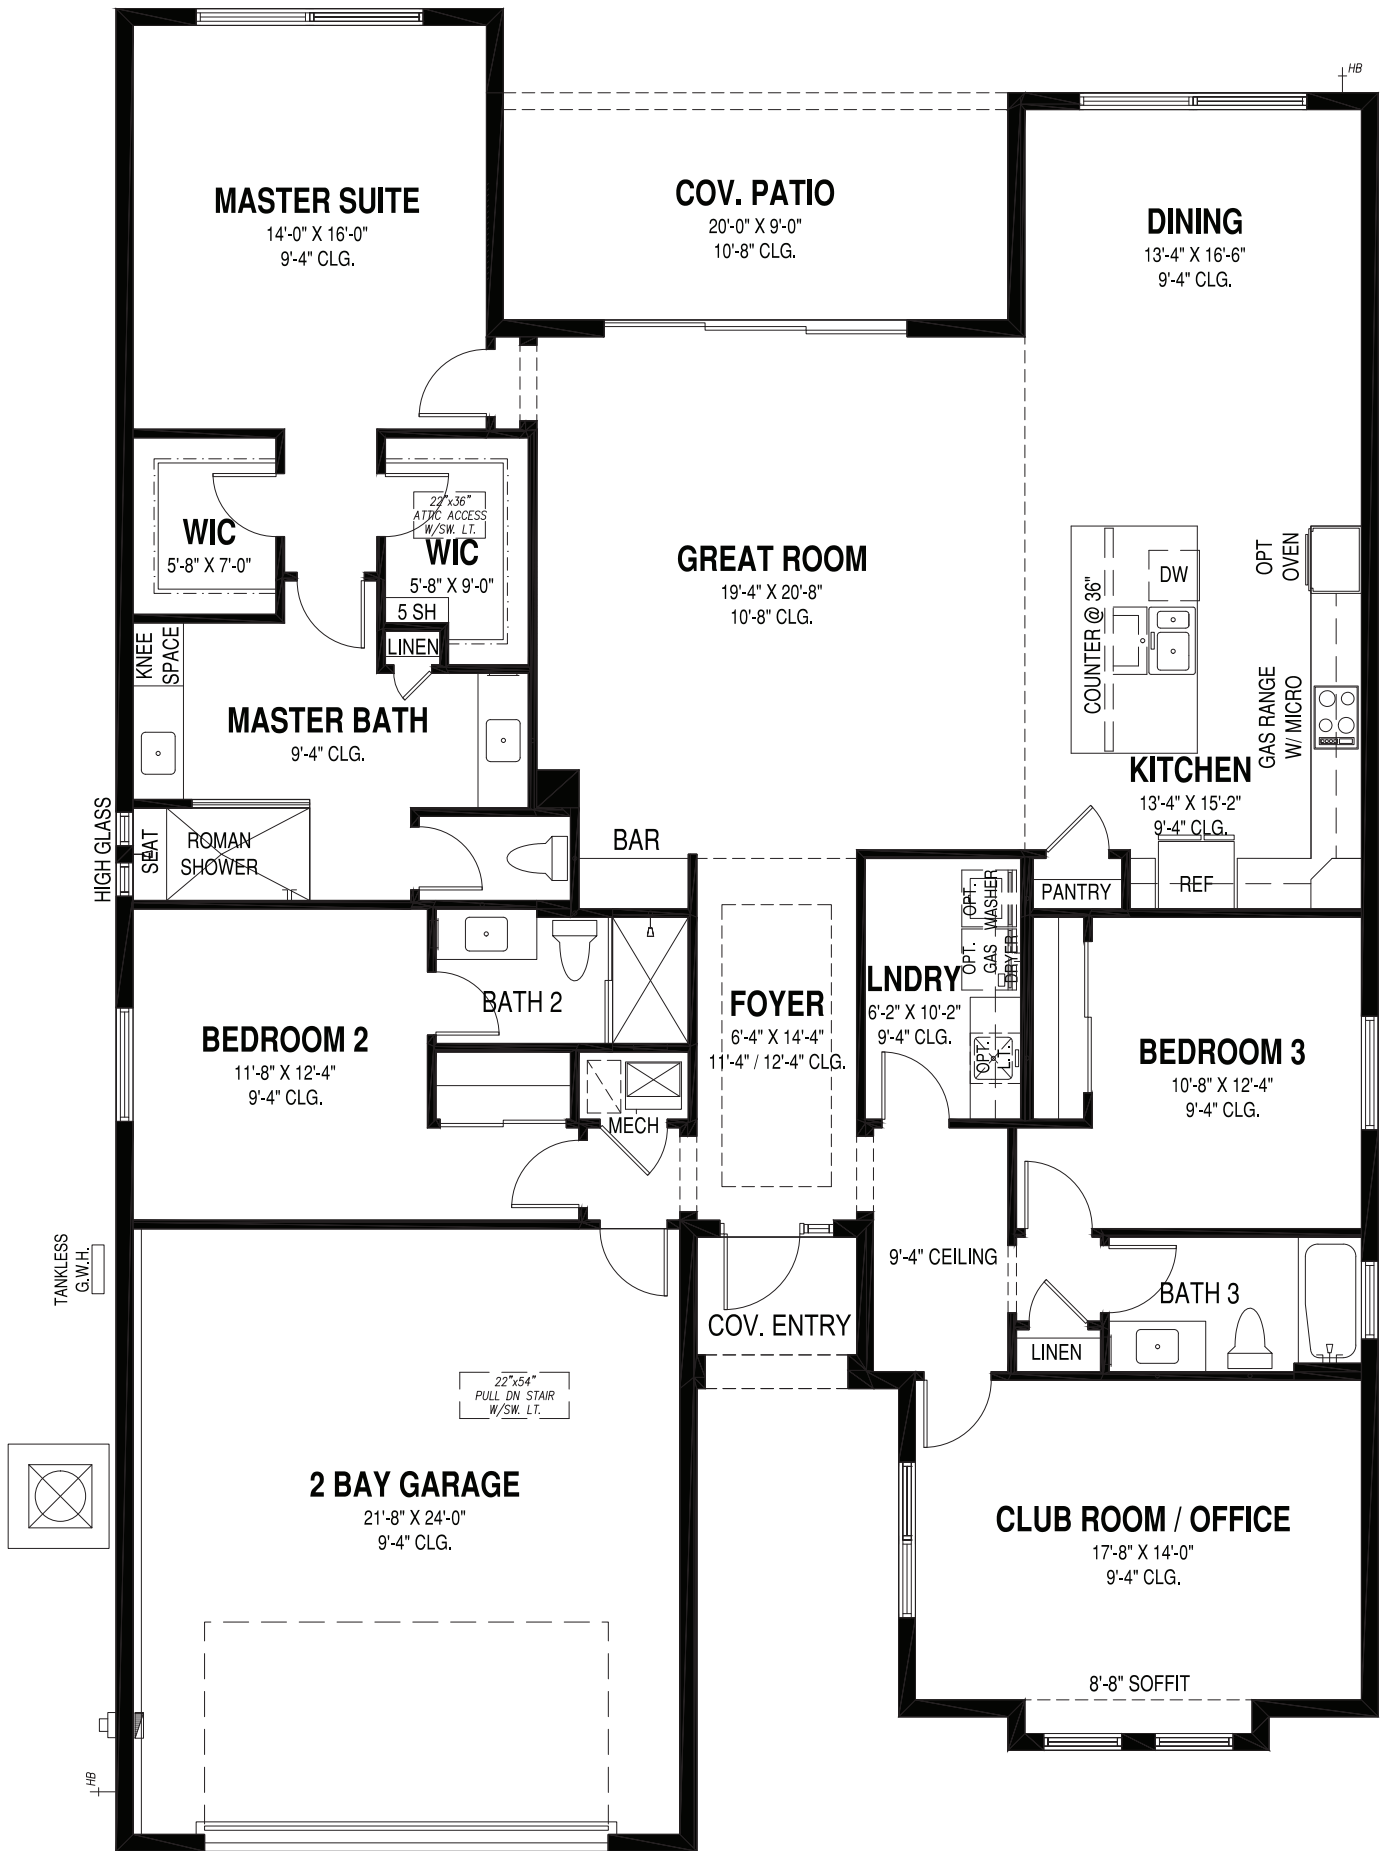 HB
MASTER SUITE
14'-0" X 16'-0"
9'-4" CLG.
COV. PATIO
20'-0" X 9'-0"
10'-8" CLG.
DINING
13'-4" X 16'-6"
9'-4" CLG.
WIC
5'-8" X 7'-0"
22"x36"
ATTIC ACCESS
W/SW. LT.
WIC
5'-8" X 9'-0"
5 SH
LINEN
GREAT ROOM
19'-4" X 20'-8"
10'-8" CLG.
COUNTER @ 36"
DW
OPT
OVEN
GAS RANGE
W/ MICRO
KNEE
SPACE
MASTER BATH
9'-4" CLG.
KITCHEN
13'-4" X 15'-2"
9'-4" CLG.
HIGH GLASS
SEAT
ROMAN
SHOWER
BAR
PANTRY
REF
OPT.
WASHER
OPT.
GAS
DRYER
LNDRY
6'-2" X 10'-2"
9'-4" CLG.
OPT.
L.T.
BATH 2
FOYER
6'-4" X 14'-4"
11'-4" / 12'-4" CLG.
BEDROOM 2
11'-8" X 12'-4"
9'-4" CLG.
BEDROOM 3
10'-8" X 12'-4"
9'-4" CLG.
MECH
TANKLESS
G.W.H.
9'-4" CEILING
BATH 3
COV. ENTRY
LINEN
22"x54"
PULL DN STAIR
W/SW. LT.
2 BAY GARAGE
21'-8" X 24'-0"
9'-4" CLG.
CLUB ROOM / OFFICE
17'-8" X 14'-0"
9'-4" CLG.
8'-8" SOFFIT
HB